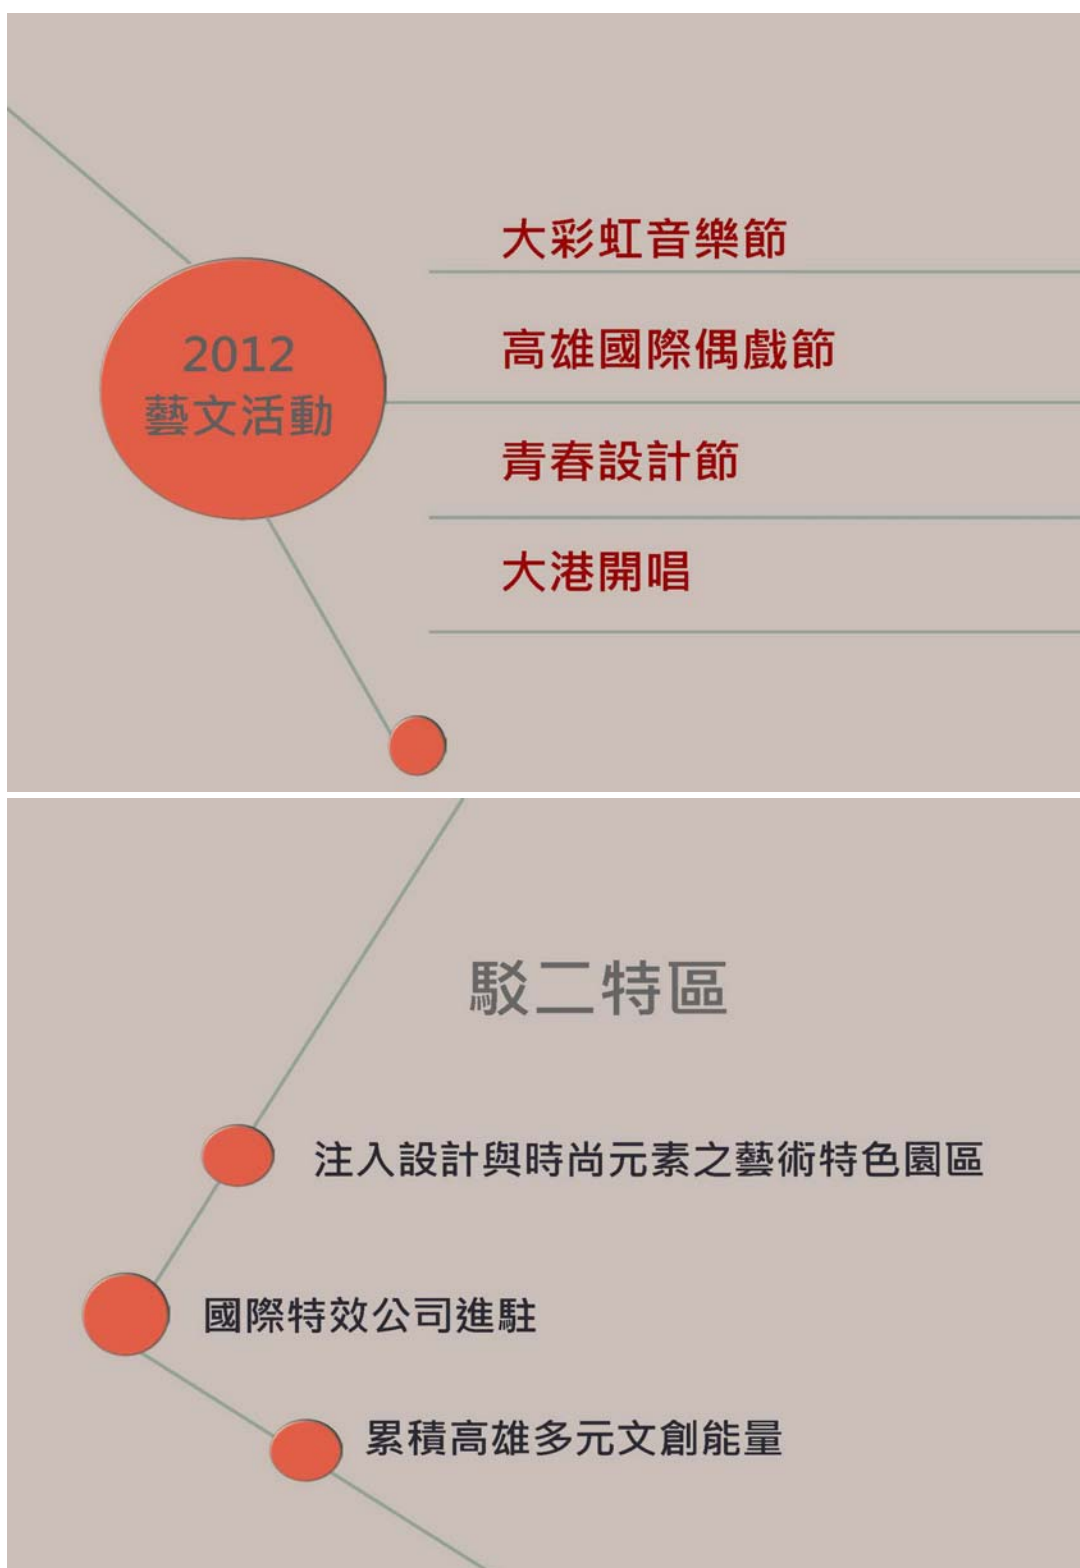 2012
藝文活動
大彩虹音樂節
高雄國際偶戲節
青春設計節
大港開唱
駁二特區
注入設計與時尚元素之藝術特色園區
國際特效公司進駐
累積高雄多元文創能量